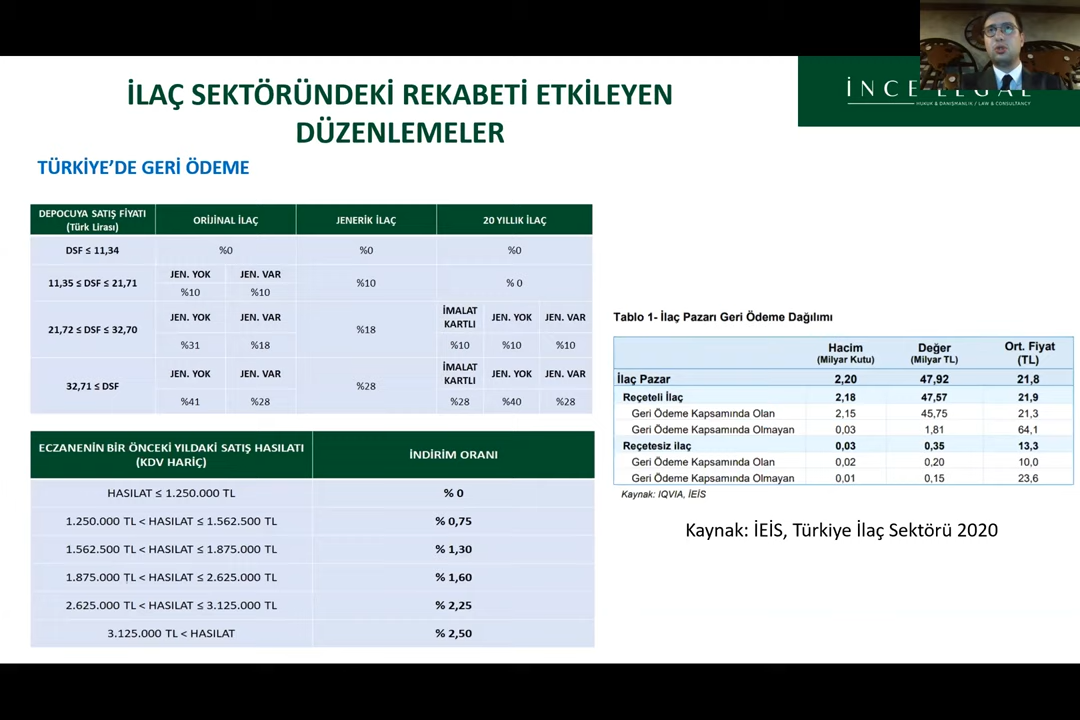 İLAÇ SEKTÖRÜNDEKİ REKABETİ ETKİLEYEN
DÜZENLEMELER
İNCE LEGAL
HUKUK & DANIŞMANLIK / LAW & CONSULTANCY
TÜRKİYE'DE GERİ ÖDEME
DEPOCUYA SATIŞ FİYATI
(Türk Lirası)
ORİJİNAL İLAÇ
JENERİK İLAÇ
20 YILLIK İLAÇ
DSF ≤ 11,34
%0
%0
%0
11,35 ≤ DSF ≤ 21,71
JEN. YOK
JEN. VAR
%10
%10
%10
% 0
21,72 ≤ DSF ≤ 32,70
JEN. YOK
JEN. VAR
%31
%18
%18
İMALAT
KARTLI
JEN. YOK
JEN. VAR
%10
%10
%10
32,71 ≤ DSF
JEN. YOK
JEN. VAR
%41
%28
%28
İMALAT
KARTLI
JEN. YOK
JEN. VAR
%28
%40
%28
ECZANENİN BİR ÖNCEKİ YILDAKİ SATIŞ HASILATI
(KDV HARİÇ)
İNDİRİM ORANI
HASILAT ≤ 1.250.000 TL
% 0
1.250.000 TL < HASILAT ≤ 1.562.500 TL
% 0,75
1.562.500 TL < HASILAT ≤ 1.875.000 TL
% 1,30
1.875.000 TL < HASILAT ≤ 2.625.000 TL
% 1,60
2.625.000 TL < HASILAT ≤ 3.125.000 TL
% 2,25
3.125.000 TL < HASILAT
% 2,50
Tablo 1- İlaç Pazarı Geri Ödeme Dağılımı
Hacim
(Milyar Kutu)
Değer
(Milyar TL)
Ort. Fiyat
(TL)
İlaç Pazar 2,20 47,92 21,8
Reçeteli İlaç 2,18 47,57 21,9
Geri Ödeme Kapsamında Olan 2,15 45,75 21,3
Geri Ödeme Kapsamında Olmayan 0,03 1,81 64,1
Reçetesiz ilaç 0,03 0,35 13,3
Geri Ödeme Kapsamında Olan 0,02 0,20 10,0
Geri Ödeme Kapsamında Olmayan 0,01 0,15 23,6
Kaynak: IQVIA, İEİS
Kaynak: İEİS, Türkiye İlaç Sektörü 2020